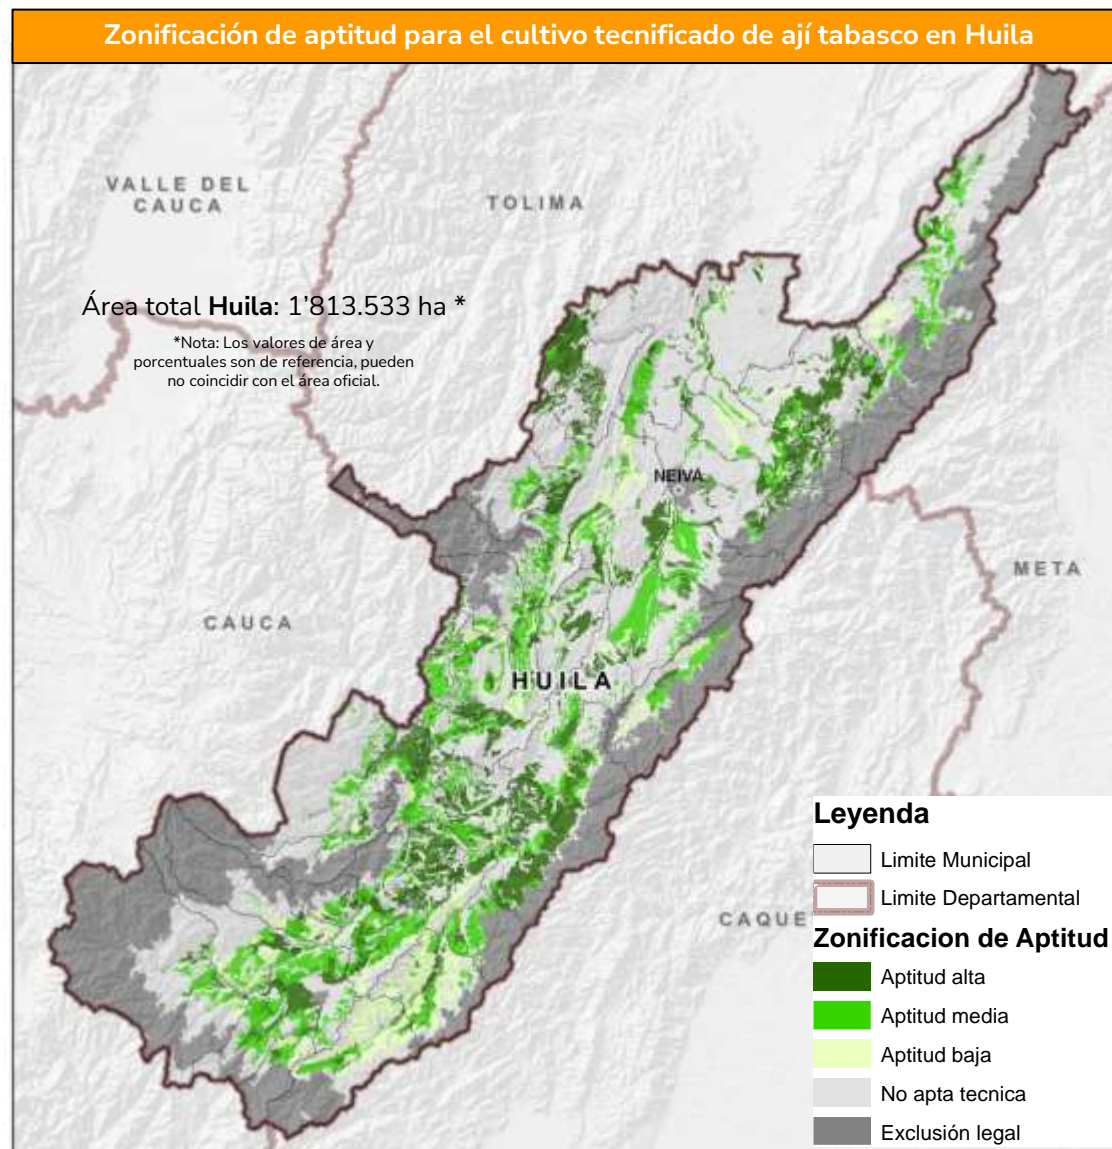 Zonificación de aptitud para el cultivo tecnificado de ají tabasco en Huila
VALLE DEL
CAUCA
TOLIMA
Área total Huila: 1'813.533 ha *
*Nota: Los valores de área y
porcentuales son de referencia, pueden
no coincidir con el área oficial.
NEIVA
META
CAUCA
HUILA
CAQUE
Leyenda
Limite Municipal
Limite Departamental
Zonificacion de Aptitud
Aptitud alta
Aptitud media
Aptitud baja
No apta tecnica
Exclusión legal